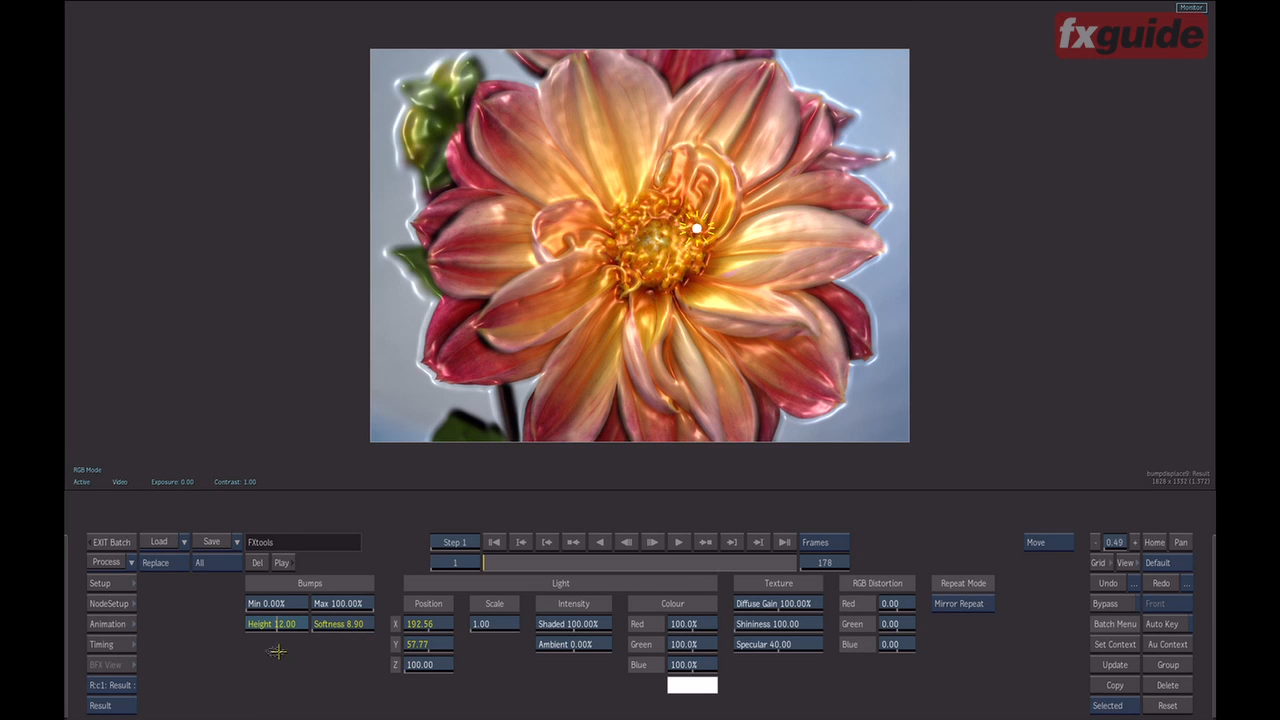 Monitor
fxguide
RGB Mode
Active Video Exposure: 0.00 Contrast: 1.00
bumpdisplace9: Result
1828 x 1332 (1.372)
EXIT Batch Load Save FXtools Step 1 Frames Move - 0.49 + Home Pan
Process Replace All Del Play 1 178 Grid View Default
Setup Bumps Light Texture RGB Distortion Repeat Mode Undo ... Redo ...
NodeSetup Min 0.00% Max 100.00% Position Scale Intensity Colour Diffuse Gain 100.00% Red 0.00 Mirror Repeat Bypass Front
Animation Height 12.00 Softness 8.90 X 192.56 1.00 Shaded 100.00% Red 100.0% Shininess 100.00 Green 0.00 Batch Menu Auto Key
Timing Y 57.77 Ambient 0.00% Green 100.0% Specular 40.00 Blue 0.00 Set Context Au Context
BFX View Z 100.00 Blue 100.0% Update Group
R:c1: Result : Copy Delete
Result Selected Reset